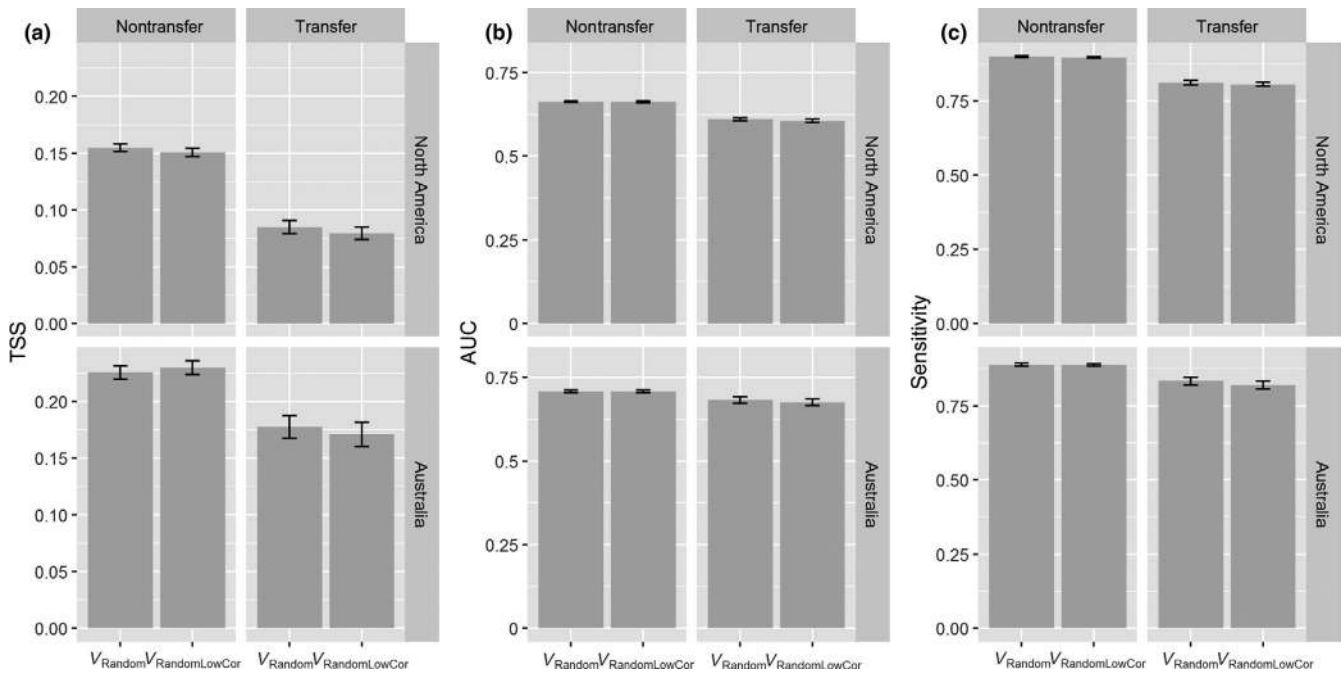 (a)
Nontransfer
Transfer
TSS
0.20
0.15
0.10
0.05
0.00
North America
0.20
0.15
0.10
0.05
0.00
Australia
VRandom VRandomLowCor
VRandom VRandomLowCor
(b)
Nontransfer
Transfer
AUC
0.75
0.5
0.25
0
North America
0.75
0.5
0.25
0
Australia
VRandom VRandomLowCor
VRandom VRandomLowCor
(c)
Nontransfer
Transfer
Sensitivity
0.75
0.50
0.25
0.00
North America
0.75
0.50
0.25
0.00
Australia
VRandom VRandomLowCor
VRandom VRandomLowCor